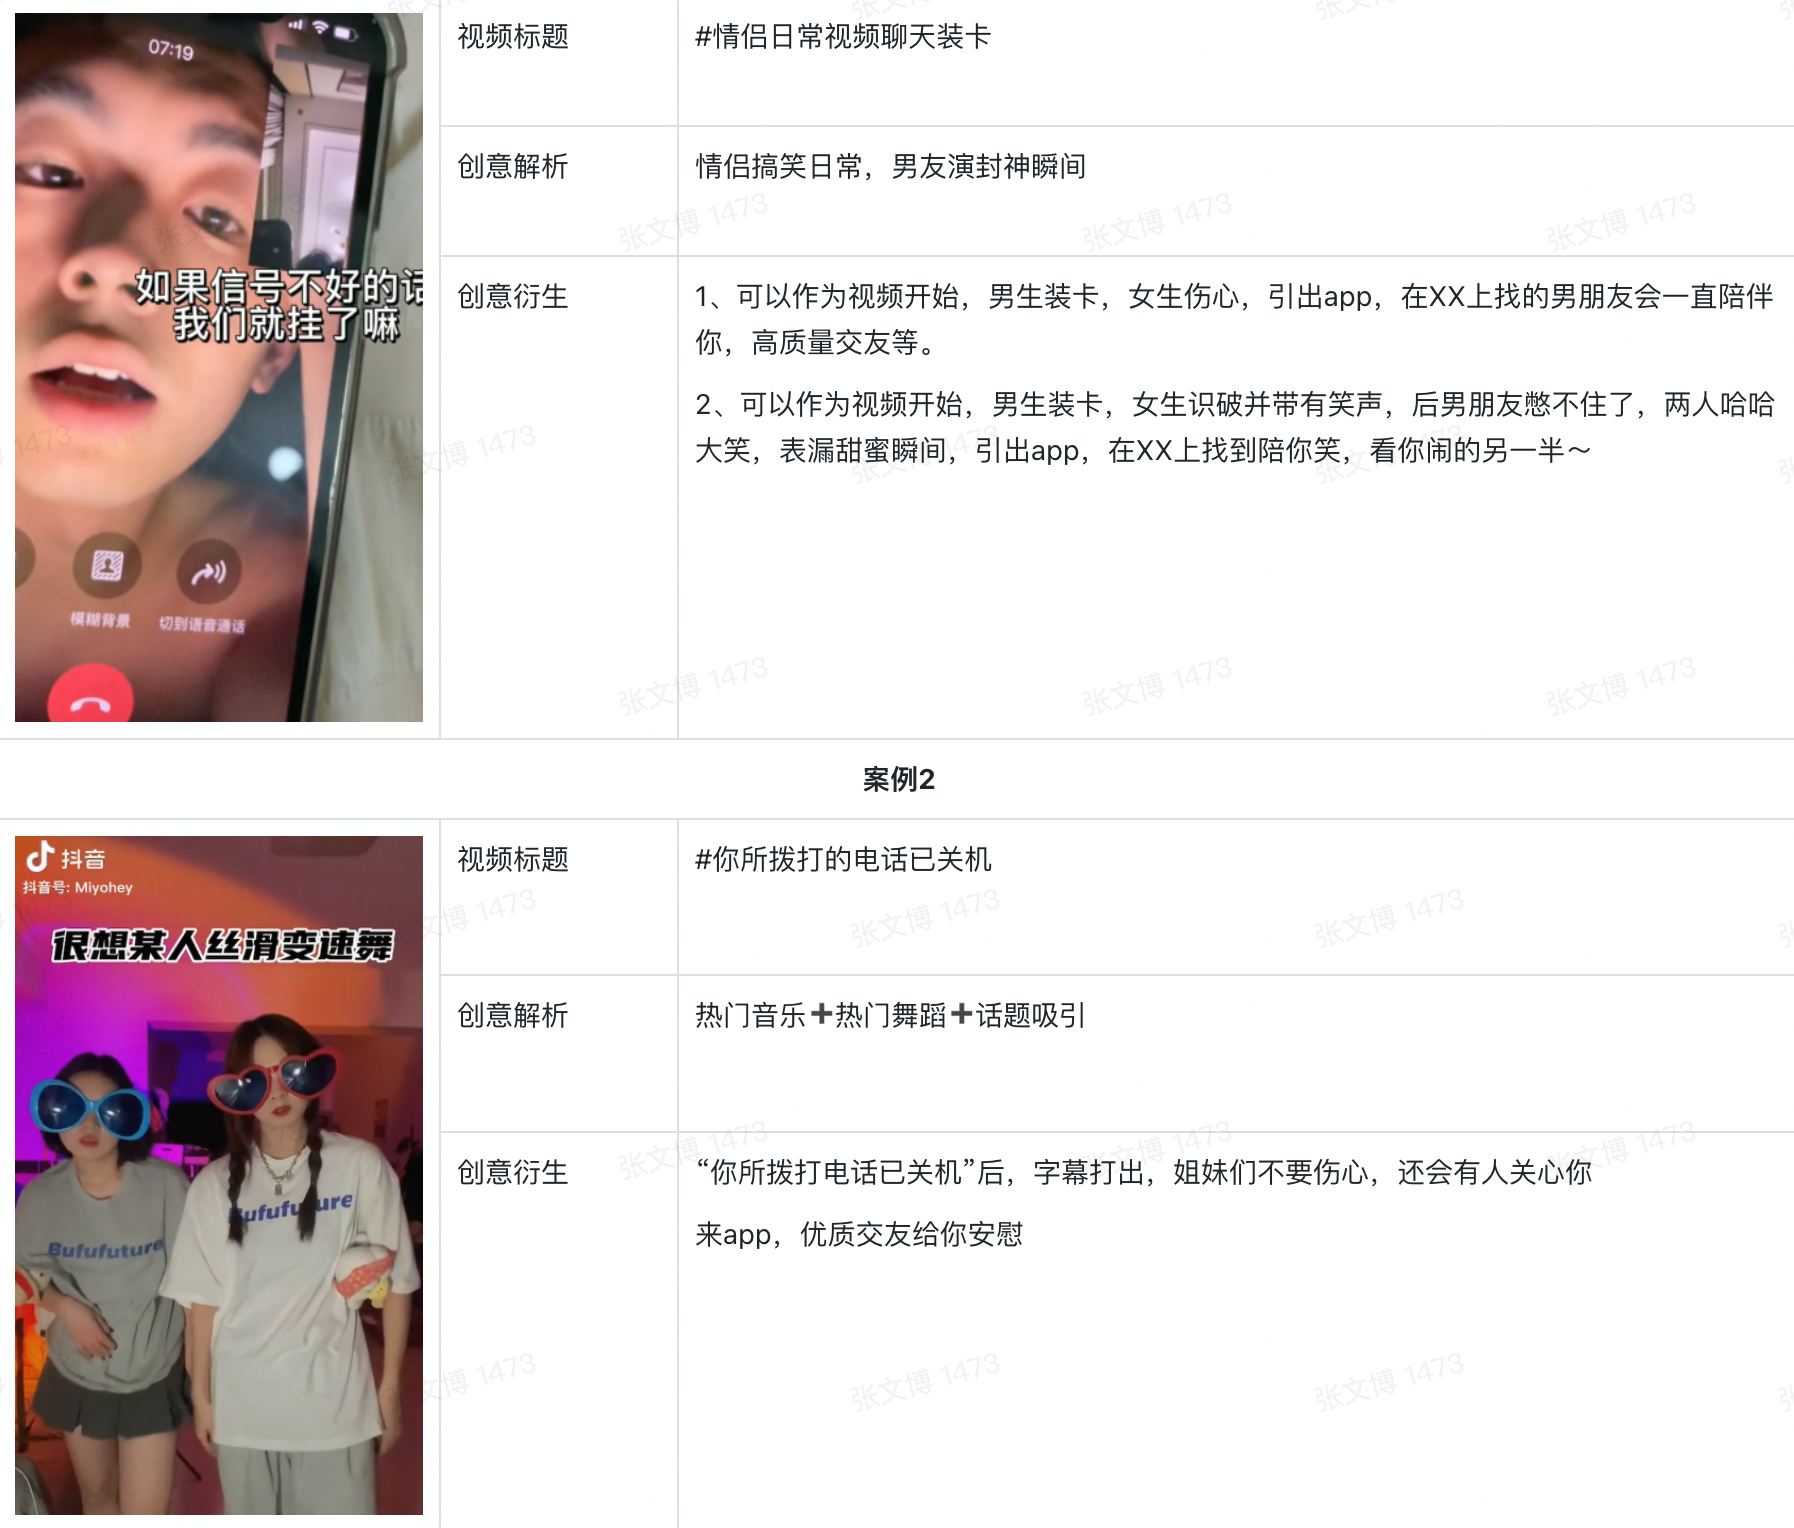 07:19
如果信号不好的话
我们就挂了嘛
模糊背景
切到语音通话
视频标题
#情侣日常视频聊天装卡
创意解析
情侣搞笑日常，男友演封神瞬间
创意衍生
1、可以作为视频开始，男生装卡，女生伤心，引出app，在XX上找的男朋友会一直陪伴
你，高质量交友等。
2、可以作为视频开始，男生装卡，女生识破并带有笑声，后男朋友憋不住了，两人哈哈
大笑，表漏甜蜜瞬间，引出app，在XX上找到陪你笑，看你闹的另一半～
案例2
抖音
抖音号: Miyohey
很想某人丝滑变速舞
Bufufuture
视频标题
#你所拨打的电话已关机
创意解析
热门音乐➕热门舞蹈➕话题吸引
创意衍生
“你所拨打电话已关机”后，字幕打出，姐妹们不要伤心，还会有人关心你
来app，优质交友给你安慰
张文博 1473